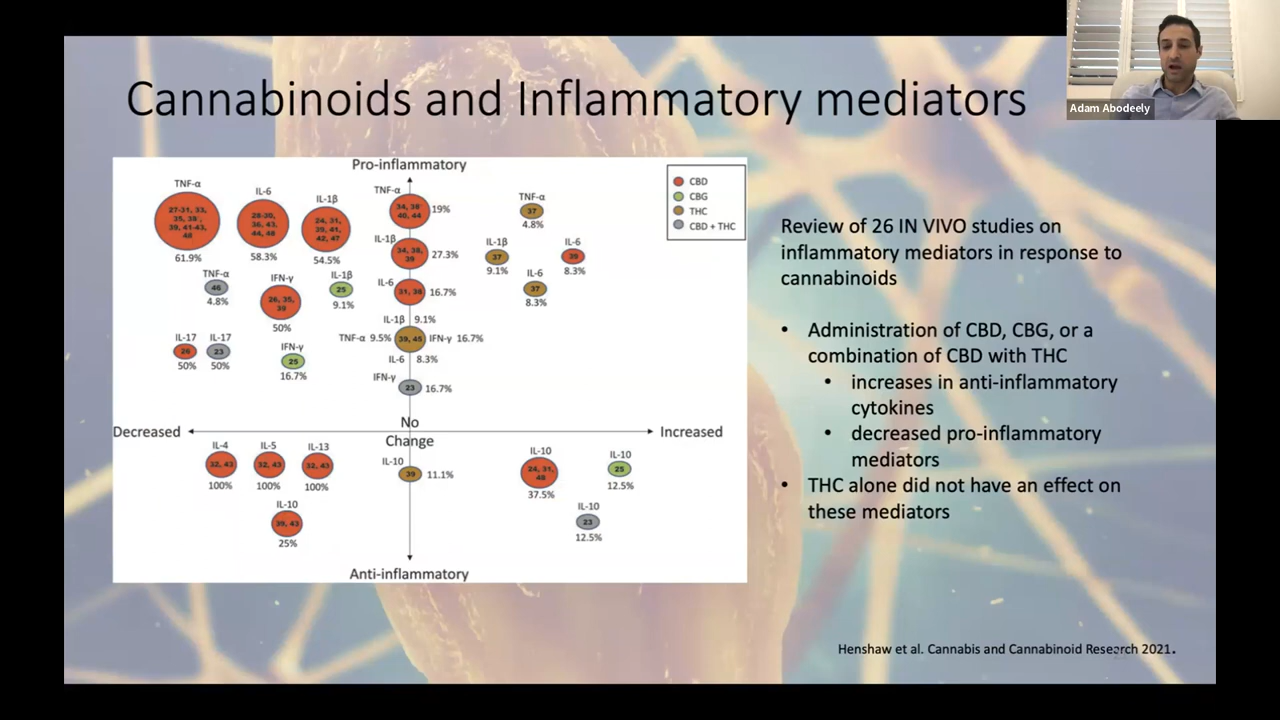 Adam Abodeely
Cannabinoids and Inflammatory mediators
Pro-inflammatory
CBD
CBG
THC
CBD + THC
TNF-α
27-31, 33,
35, 38,
39, 41-43,
61.9%
IL-6
36, 43,
44, 48
58.3%
IL-1β
24, 31,
39, 41,
42, 47
54.5%
TNF-α
34, 38,
40, 44
19%
TNF-α
37
4.8%
IL-1β
34, 38,
39
27.3%
IL-1β
37
9.1%
IL-6
39
8.3%
TNF-α
46
4.8%
IFN-γ
26, 35,
39
50%
IL-1β
25
9.1%
IL-6
16.7%
IL-6
37
8.3%
IL-1β 9.1%
TNF-α 9.5%
IFN-γ 16.7%
IL-6 8.3%
IL-17
26
50%
IL-17
23
50%
IFN-γ
25
16.7%
IFN-γ
23
16.7%
Decreased
No
Change
Increased
IL-4
32, 43
100%
IL-5
32, 43
100%
IL-13
32, 43
100%
IL-10
39
11.1%
IL-10
24, 31,
37.5%
IL-10
25
12.5%
IL-10
39, 43
25%
IL-10
23
12.5%
Anti-inflammatory
Review of 26 IN VIVO studies on
inflammatory mediators in response to
cannabinoids
• Administration of CBD, CBG, or a
combination of CBD with THC
• increases in anti-inflammatory
cytokines
• decreased pro-inflammatory
mediators
• THC alone did not have an effect on
these mediators
Henshaw et al. Cannabis and Cannabinoid Research 2021.